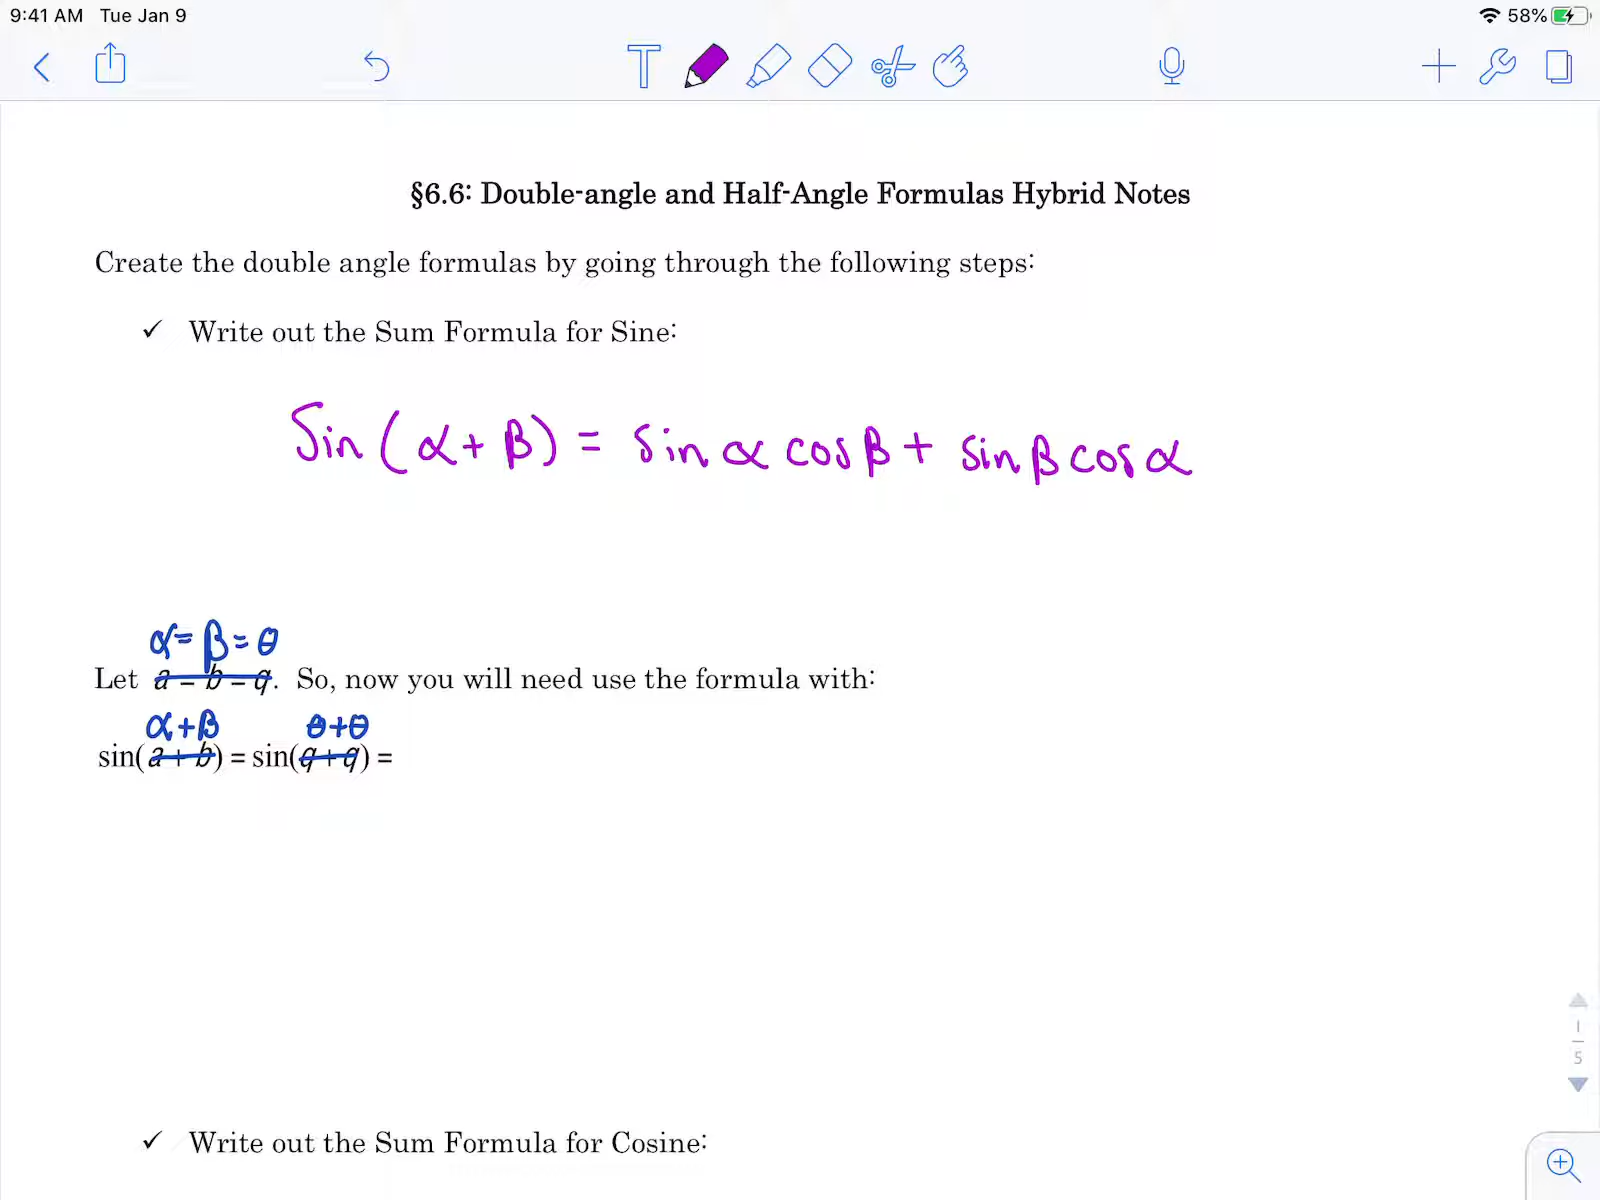 9:41 AM Tue Jan 9 58%
T
§6.6: Double-angle and Half-Angle Formulas Hybrid Notes
Create the double angle formulas by going through the following steps:
✓ Write out the Sum Formula for Sine:
Sin(α+β) = sin α cos β + sin β cos α
α=β=θ
Let a = b = q. So, now you will need use the formula with:
α+β θ+θ
sin(a + b) = sin(q + q) =
1
5
✓ Write out the Sum Formula for Cosine: